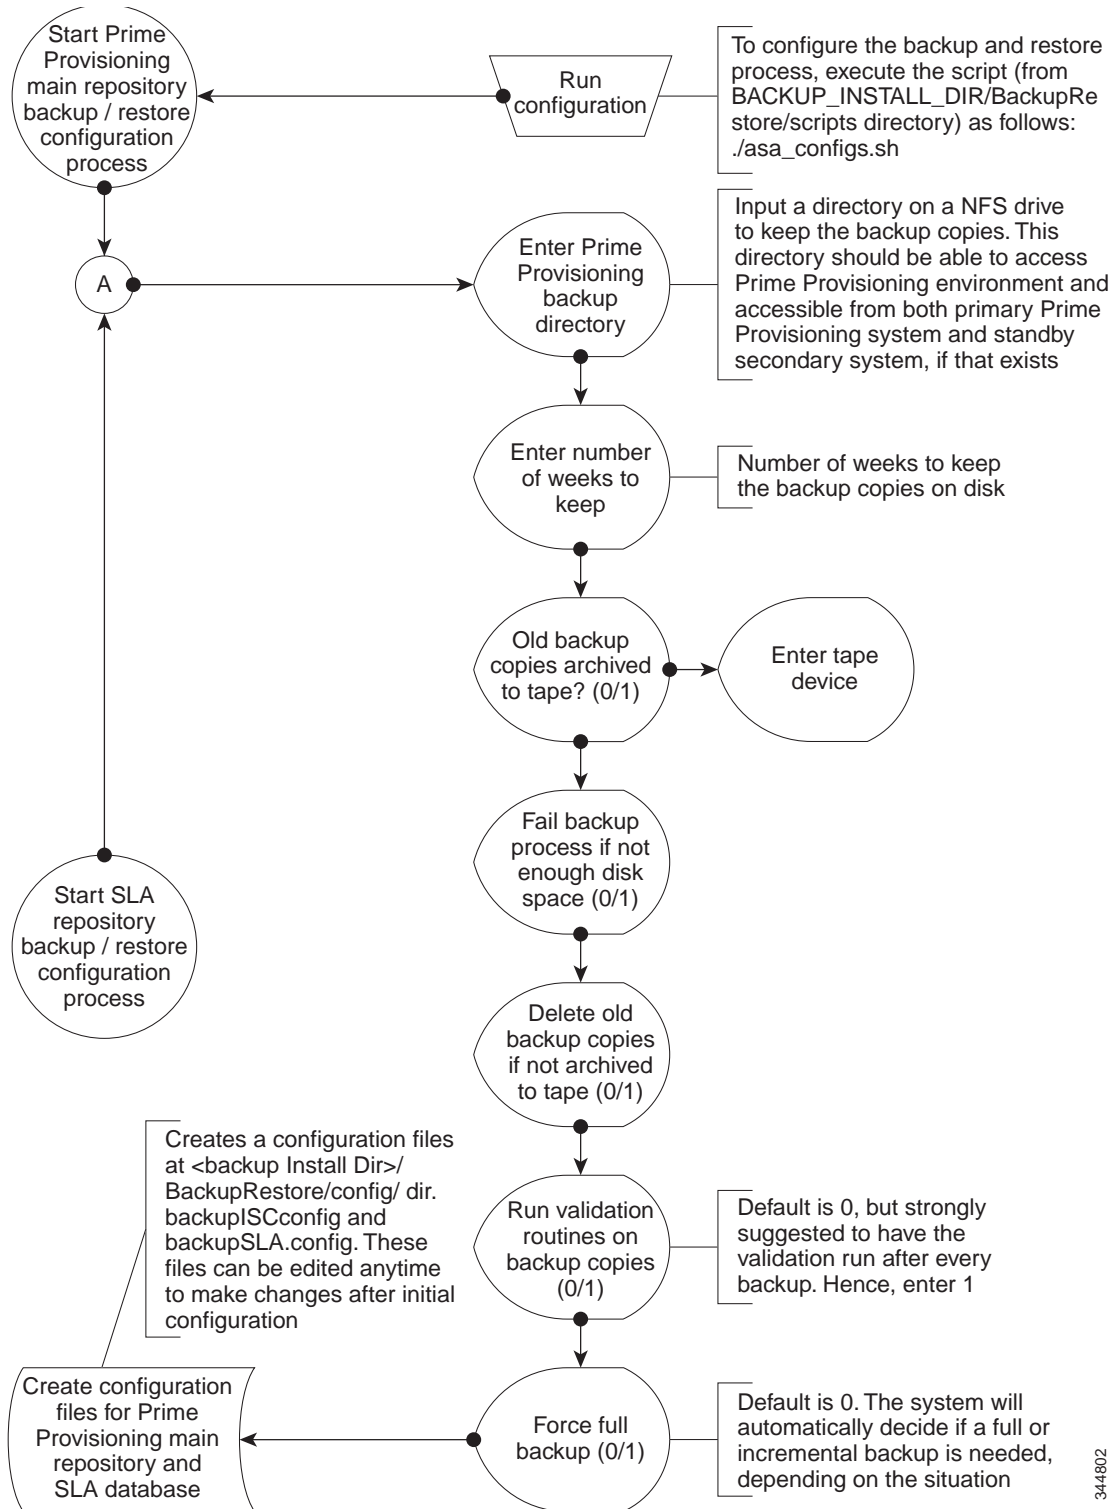 Start Prime
Provisioning
main repository
backup / restore
configuration
process
Run
configuration
To configure the backup and restore
process, execute the script (from
BACKUP_INSTALL_DIR/BackupRe
store/scripts directory) as follows:
./asa_configs.sh
A
Enter Prime
Provisioning
backup
directory
Input a directory on a NFS drive
to keep the backup copies. This
directory should be able to access
Prime Provisioning environment and
accessible from both primary Prime
Provisioning system and standby
secondary system, if that exists
Enter number
of weeks to
keep
Number of weeks to keep
the backup copies on disk
Old backup
copies archived
to tape? (0/1)
Enter tape
device
Fail backup
process if not
enough disk
space (0/1)
Start SLA
repository
backup / restore
configuration
process
Delete old
backup copies
if not archived
to tape (0/1)
Creates a configuration files
at <backup Install Dir>/
BackupRestore/config/ dir.
backupISCconfig and
backupSLA.config. These
files can be edited anytime
to make changes after initial
configuration
Run validation
routines on
backup copies
(0/1)
Default is 0, but strongly
suggested to have the
validation run after every
backup. Hence, enter 1
Create configuration
files for Prime
Provisioning main
repository and
SLA database
Force full
backup (0/1)
Default is 0. The system will
automatically decide if a full or
incremental backup is needed,
depending on the situation
344802